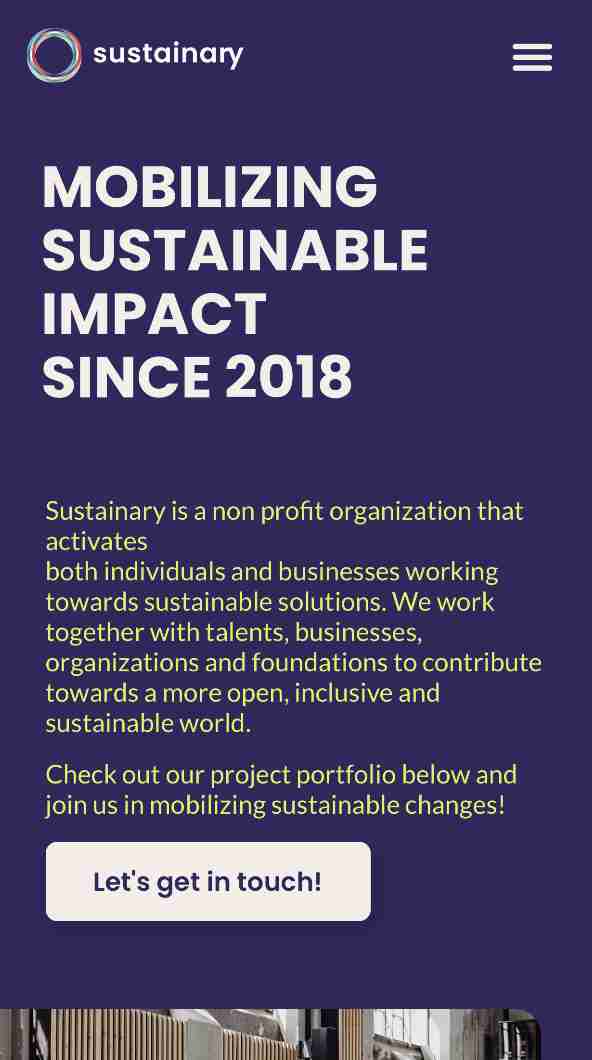 sustainary
MOBILIZING
SUSTAINABLE
IMPACT
SINCE 2018
Sustainary is a non profit organization that
activates
both individuals and businesses working
towards sustainable solutions. We work
together with talents, businesses,
organizations and foundations to contribute
towards a more open, inclusive and
sustainable world.
Check out our project portfolio below and
join us in mobilizing sustainable changes!
Let's get in touch!